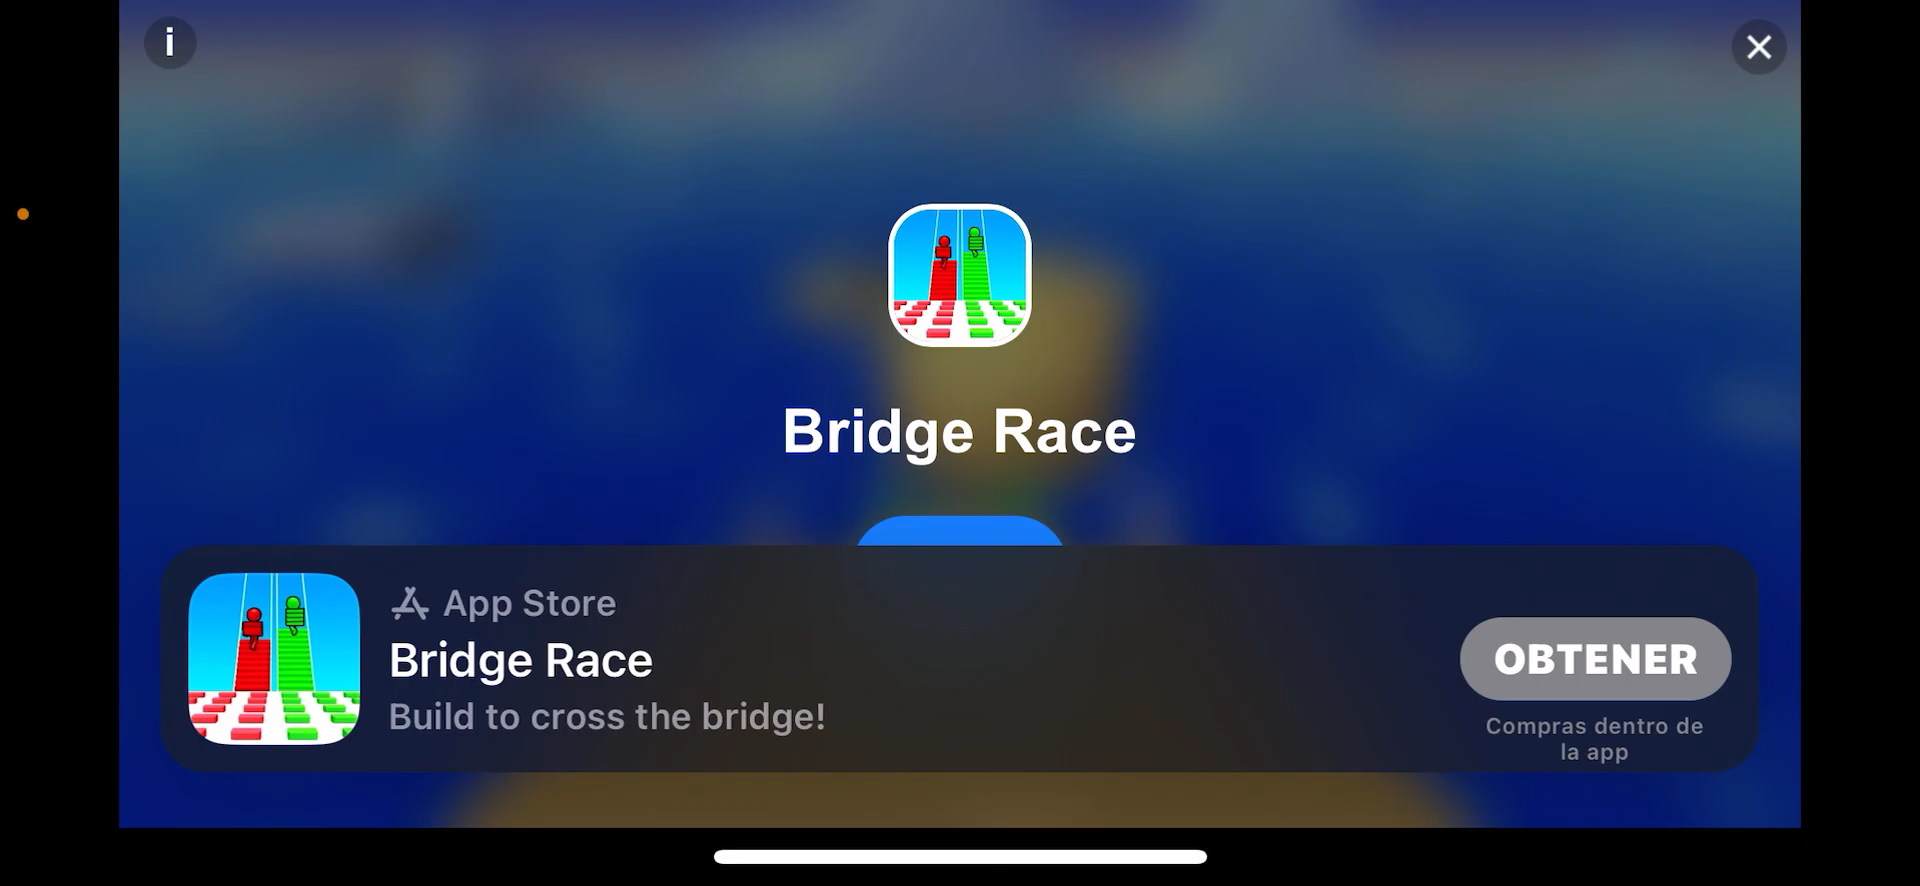 i
Bridge Race
App Store
Bridge Race
Build to cross the bridge!
OBTENER
Compras dentro de
la app